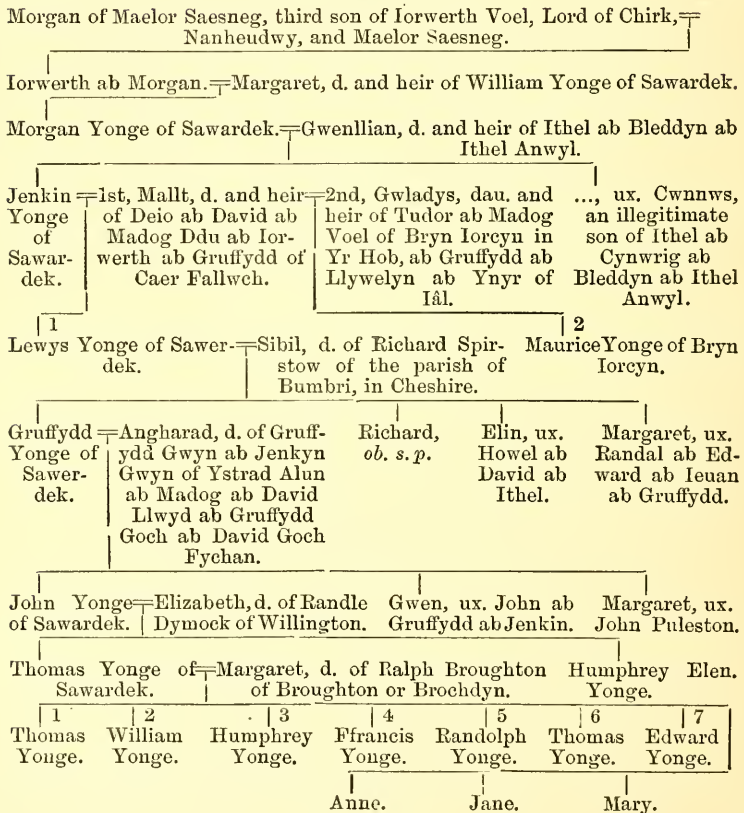 Morgan of Maelor Saesneg, third son of Iorwerth Voel, Lord of Chirk,
Nanheudwy, and Maelor Saesneg.
Iorwerth ab Morgan.=Margaret, d. and heir of William Yonge of Sawardek.
Morgan Yonge of Sawardek.=Gwenllian, d. and heir of Ithel ab Bleddyn ab
Ithel Anwyl.
Jenkin =1st, Mallt, d. and heir=2nd, Gwladys, dau. and ..., ux. Cwnnws,
Yonge of Deio ab David ab heir of Tudor ab Madog an illegitimate
of Madog Ddu ab Ior- Voel of Bryn Iorcyn in son of Ithel ab
Sawar- werth ab Gruffydd of Yr Hob, ab Gruffydd ab Cynwrig ab
dek. Caer Fallwch. Llywelyn ab Ynyr of Bleddyn ab Ithel
Iâl. Anwyl.
1 2
Lewys Yonge of Sawer-=Sibil, d. of Richard Spir- Maurice Yonge of Bryn
dek. stow of the parish of Iorcyn.
Bumbri, in Cheshire.
Gruffydd =Angharad, d. of Gruff- Richard, Elin, ux. Margaret, ux.
Yonge of ydd Gwyn ab Jenkyn ob. s. p. Howel ab Randal ab Ed-
Sawer- Gwyn of Ystrad Alun David ab ward ab Ieuan
dek. ab Madog ab David Ithel. ab Gruffydd.
Llwyd ab Gruffydd
Goch ab David Goch
Fychan.
John Yonge=Elizabeth, d. of Randle Gwen, ux. John ab Margaret, ux.
of Sawardek. Dymock of Willington. Gruffydd ab Jenkin. John Puleston.
Thomas Yonge of=Margaret, d. of Ralph Broughton Humphrey Elen.
Sawardek. of Broughton or Brochdyn. Yonge.
1 2 3 4 5 6 7
Thomas William Humphrey Ffrancis Randolph Thomas Edward
Yonge. Yonge. Yonge. Yonge. Yonge. Yonge. Yonge.
Anne. Jane. Mary.